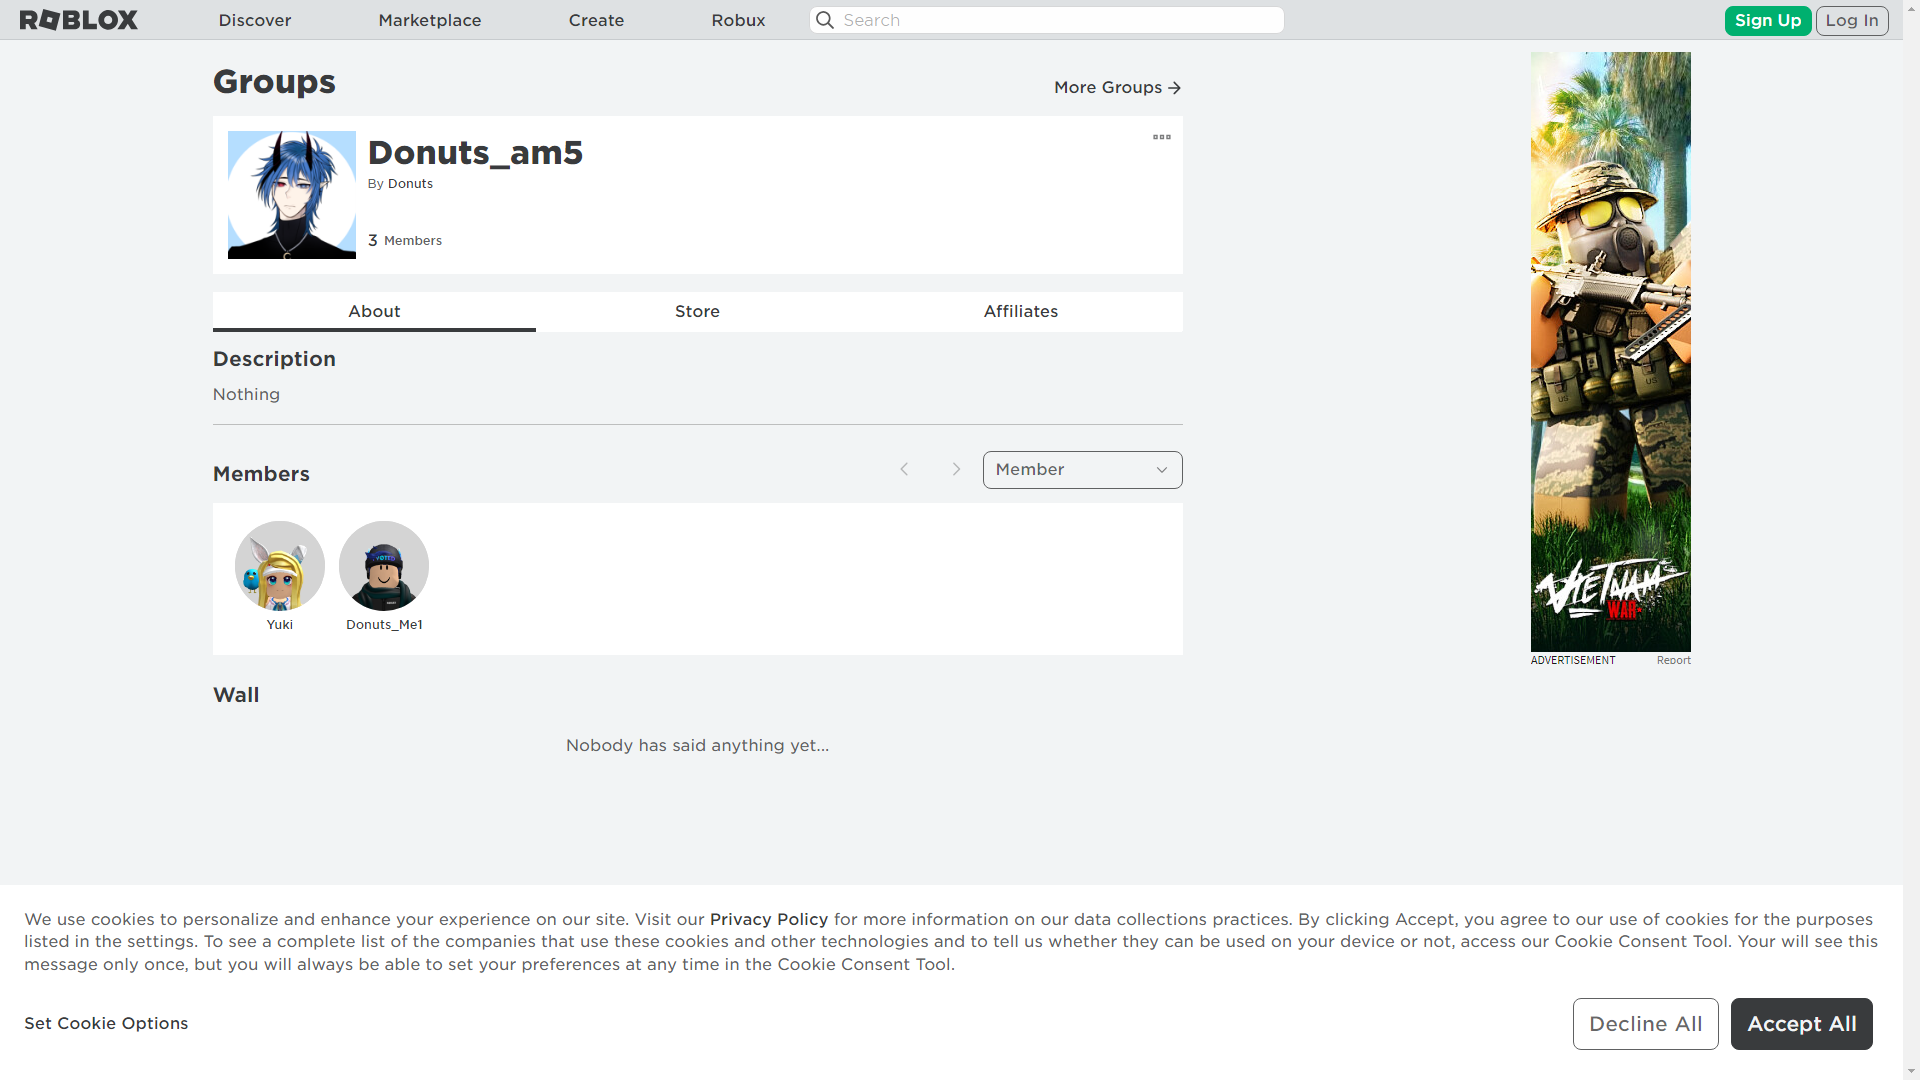 ROBLOX
Discover
Marketplace
Create
Robux
Search
Sign Up
Log In
Groups
More Groups
Donuts_am5
By Donuts
3 Members
About
Store
Affiliates
Description
Nothing
Members
Member
Yuki
Donuts_Me1
Wall
Nobody has said anything yet...
US
US
VIETNAM
WAR
ADVERTISEMENT
Report
We use cookies to personalize and enhance your experience on our site. Visit our Privacy Policy for more information on our data collections practices. By clicking Accept, you agree to our use of cookies for the purposes
listed in the settings. To see a complete list of the companies that use these cookies and other technologies and to tell us whether they can be used on your device or not, access our Cookie Consent Tool. Your will see this
message only once, but you will always be able to set your preferences at any time in the Cookie Consent Tool.
Set Cookie Options
Decline All
Accept All